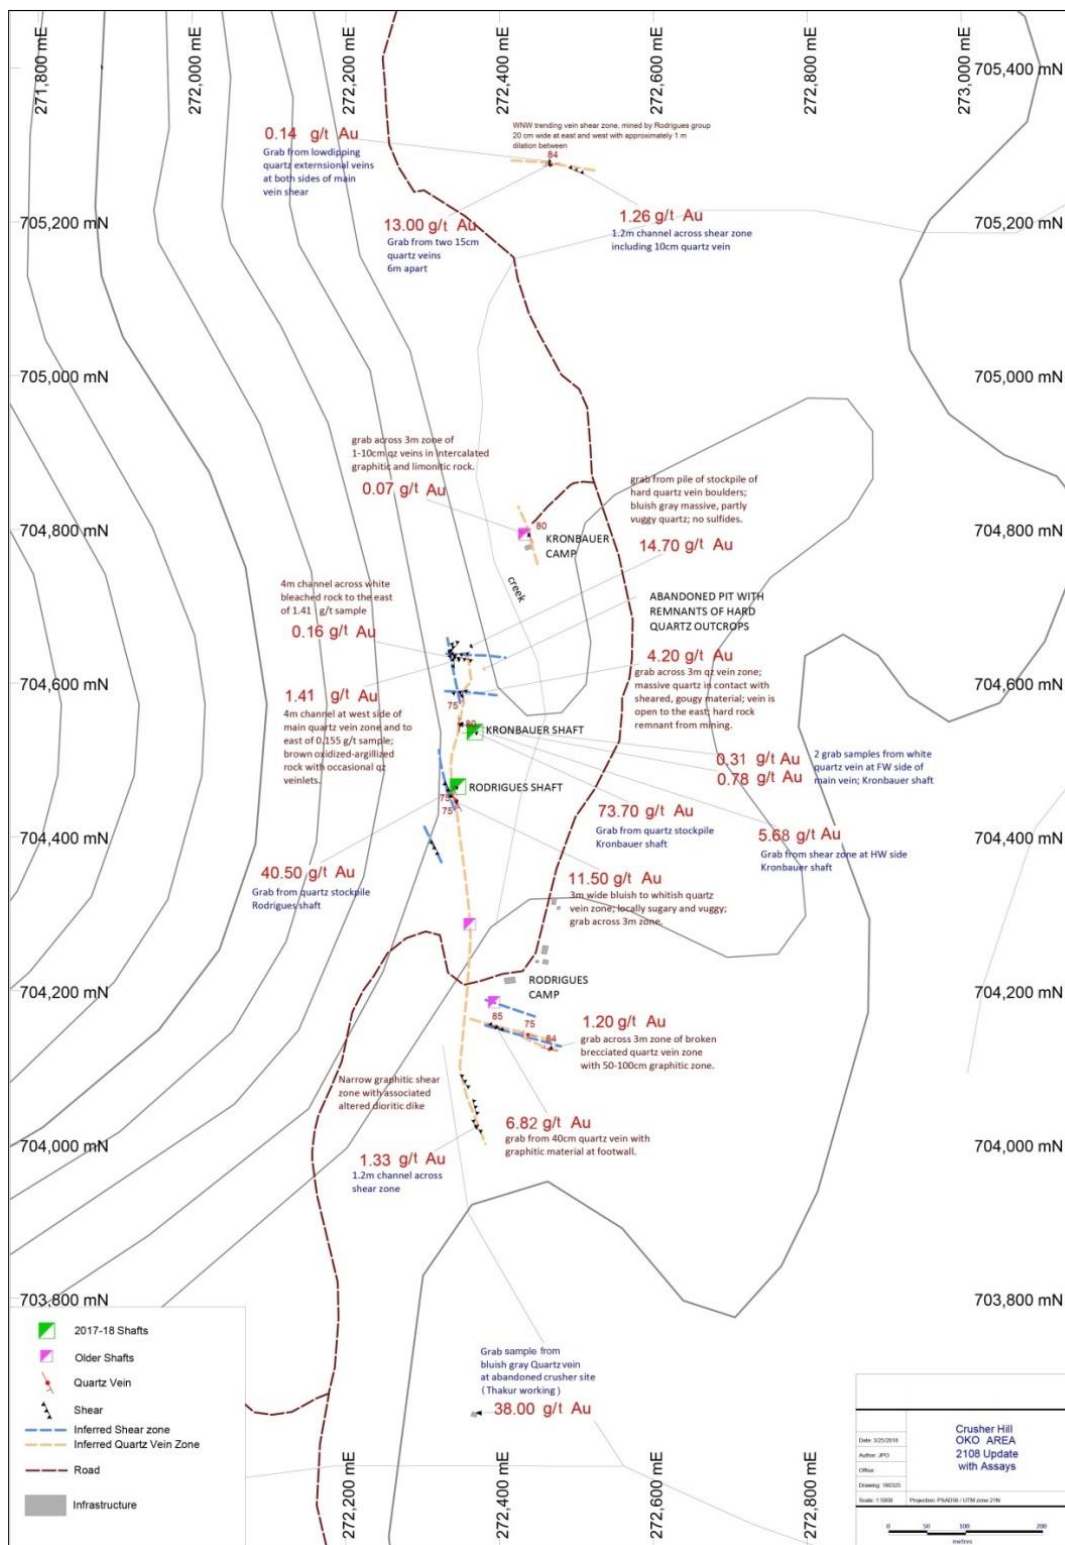 271,800 mE
272,000 mE
272,200 mE
272,400 mE
272,600 mE
272,800 mE
273,000 mE
705,400 mN
0.14 g/t Au
Grab from lowdipping
quartz externsional veins
at both sides of main
vein shear
WNW trending vein shear zone, mined by Rodrigues group
20 cm wide at east and west with approximately 1 m
dilation between
84
705,200 mN
705,200 mN
13.00 g/t Au
Grab from two 15cm
quartz veins
6m apart
1.26 g/t Au
1.2m channel across shear zone
including 10cm quartz vein
705,000 mN
705,000 mN
grab across 3m zone of
1-10cm qz veins in intercalated
graphitic and limonitic rock.
0.07 g/t Au
grab from pile of stockpile of
hard quartz vein boulders;
bluish gray massive, partly
vuggy quartz; no sulfides.
14.70 g/t Au
704,800 mN
704,800 mN
80
KRONBAUER
CAMP
creek
4m channel across white
bleached rock to the east
of 1.41 g/t sample
0.16 g/t Au
ABANDONED PIT WITH
REMNANTS OF HARD
QUARTZ OUTCROPS
4.20 g/t Au
grab across 3m qz vein zone;
massive quartz in contact with
sheared, gougy material; vein is
open to the east; hard rock
remnant from mining.
704,600 mN
704,600 mN
1.41 g/t Au
4m channel at west side of
main quartz vein zone and to
east of 0.155 g/t sample;
brown oxidized-argillized
rock with occasional qz
veinlets.
75
80
KRONBAUER SHAFT
0.31 g/t Au
0.78 g/t Au
2 grab samples from white
quartz vein at FW side of
main vein; Kronbauer shaft
RODRIGUES SHAFT
75
75
73.70 g/t Au
Grab from quartz stockpile
Kronbauer shaft
5.68 g/t Au
Grab from shear zone at HW side
Kronbauer shaft
704,400 mN
704,400 mN
40.50 g/t Au
Grab from quartz stockpile
Rodrigues shaft
11.50 g/t Au
3m wide bluish to whitish quartz
vein zone; locally sugary and vuggy;
grab across 3m zone.
704,200 mN
704,200 mN
RODRIGUES
CAMP
85
75
84
1.20 g/t Au
grab across 3m zone of broken
brecciated quartz vein zone
with 50-100cm graphitic zone.
Narrow graphitic shear
zone with associated
altered dioritic dike
6.82 g/t Au
grab from 40cm quartz vein with
graphitic material at footwall.
704,000 mN
704,000 mN
1.33 g/t Au
1.2m channel across
shear zone
703,800 mN
703,800 mN
2017-18 Shafts
Older Shafts
Quartz Vein
Shear
Inferred Shear zone
Inferred Quartz Vein Zone
Road
Infrastructure
Grab sample from
bluish gray Quartz vein
at abandoned crusher site
( Thakur working )
38.00 g/t Au
272,200 mE
272,400 mE
272,600 mE
272,800 mE
Crusher Hill
OKO AREA
2108 Update
with Assays
Author: JPD
Office:
Projection: PSAD56 / UTM zone 21N
0 50 100 200
metres